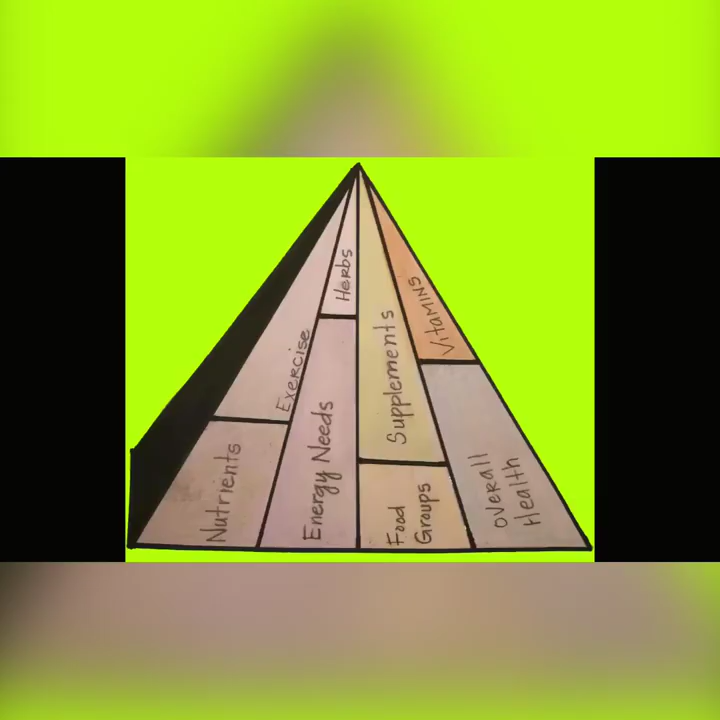 Herbs
Vitamins
Exercise
Supplements
Nutrients
Energy Needs
Food
Groups
Overall
Health